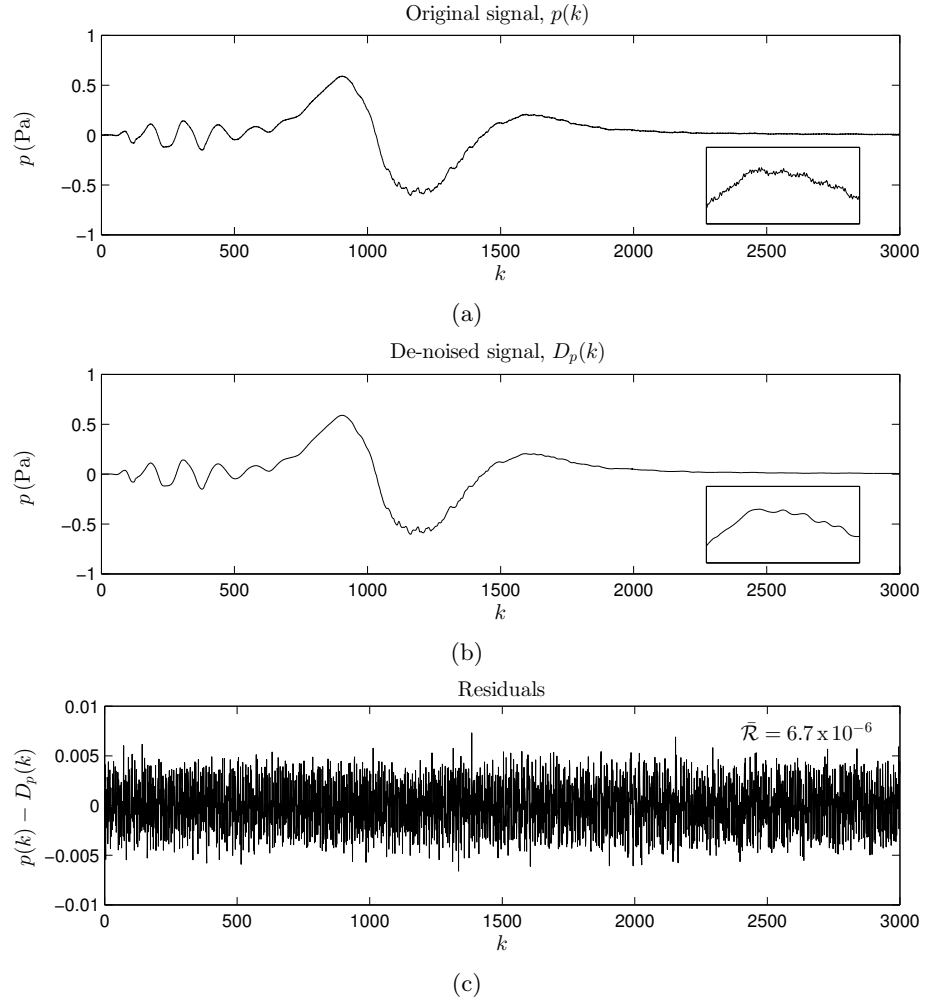 Original signal, p(k)
1
0.5
0
−0.5
−1
p (Pa)
0 500 1000 1500 2000 2500 3000
k
(a)
De-noised signal, D_p(k)
1
0.5
0
−0.5
−1
p (Pa)
0 500 1000 1500 2000 2500 3000
k
(b)
Residuals
0.01
0.005
0
−0.005
−0.01
p(k) − D_p(k)
R̄ = 6.7 x 10⁻⁶
0 500 1000 1500 2000 2500 3000
k
(c)